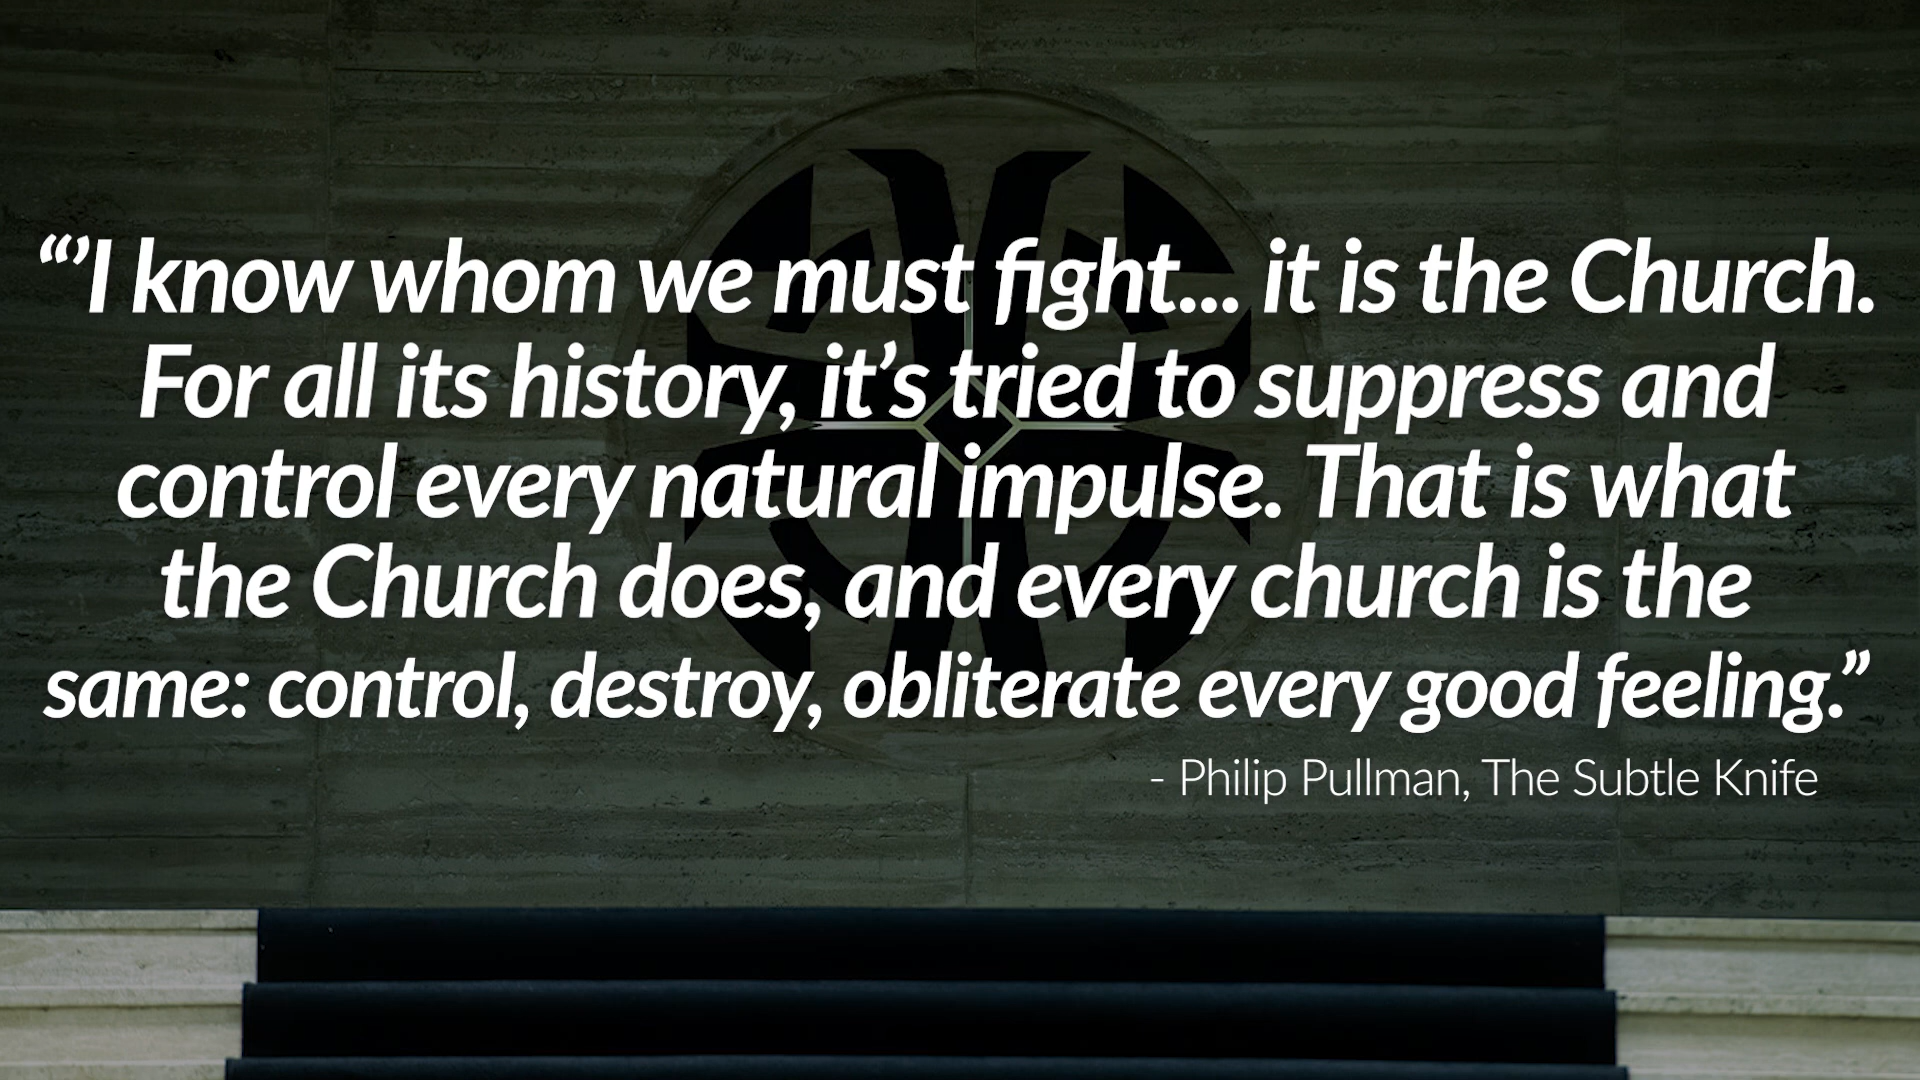 “‘I know whom we must fight... it is the Church.
For all its history, it’s tried to suppress and
control every natural impulse. That is what
the Church does, and every church is the
same: control, destroy, obliterate every good feeling.”
- Philip Pullman, The Subtle Knife